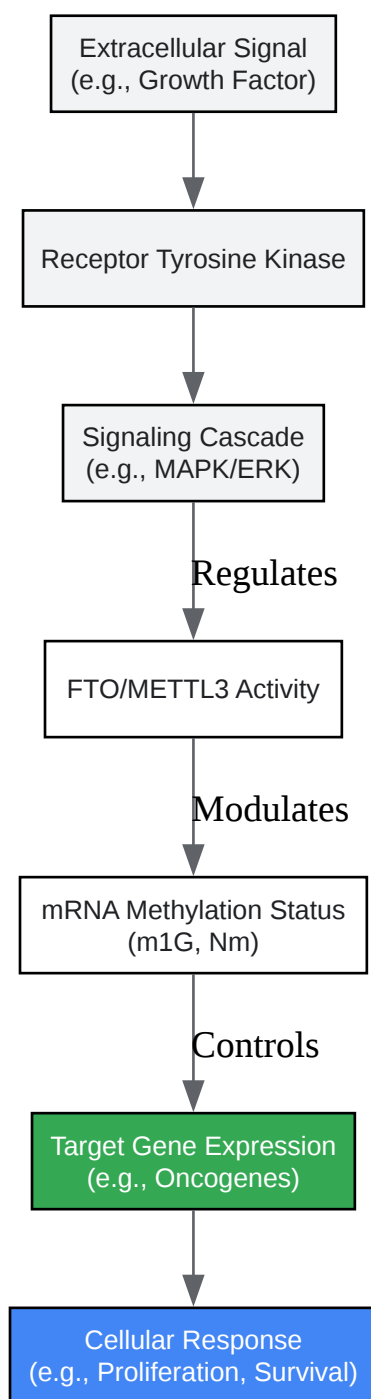 Extracellular Signal
(e.g., Growth Factor)
Receptor Tyrosine Kinase
Signaling Cascade
(e.g., MAPK/ERK)
Regulates
FTO/METTL3 Activity
Modulates
mRNA Methylation Status
(m1G, Nm)
Controls
Target Gene Expression
(e.g., Oncogenes)
Cellular Response
(e.g., Proliferation, Survival)